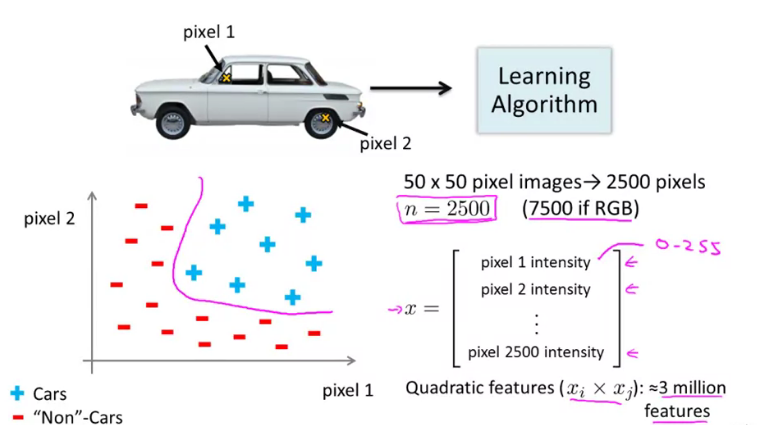 pixel 1
Learning
Algorithm
pixel 2
50 x 50 pixel images→ 2500 pixels
n = 2500 (7500 if RGB)
pixel 2
0-255
pixel 1 intensity
pixel 2 intensity
→x =
⋮
pixel 2500 intensity
pixel 1
Quadratic features (xᵢ × xⱼ): ≈3 million
features
+ Cars
− “Non”-Cars